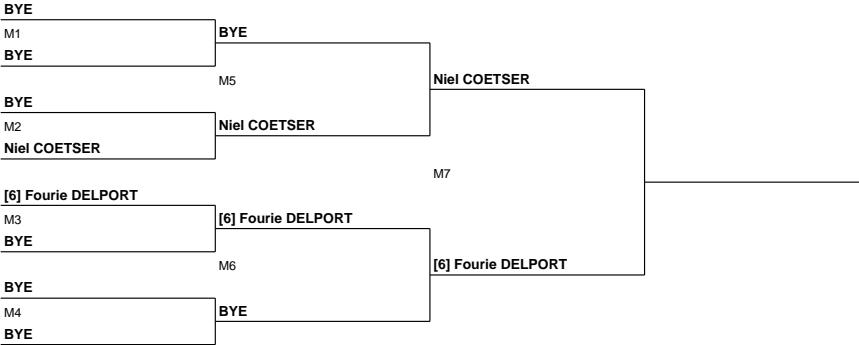 BYE
M1
BYE
BYE
M5
Niel COETSER
BYE
M2
Niel COETSER
Niel COETSER
M7
[6] Fourie DELPORT
M3
[6] Fourie DELPORT
BYE
M6
[6] Fourie DELPORT
BYE
M4
BYE
BYE